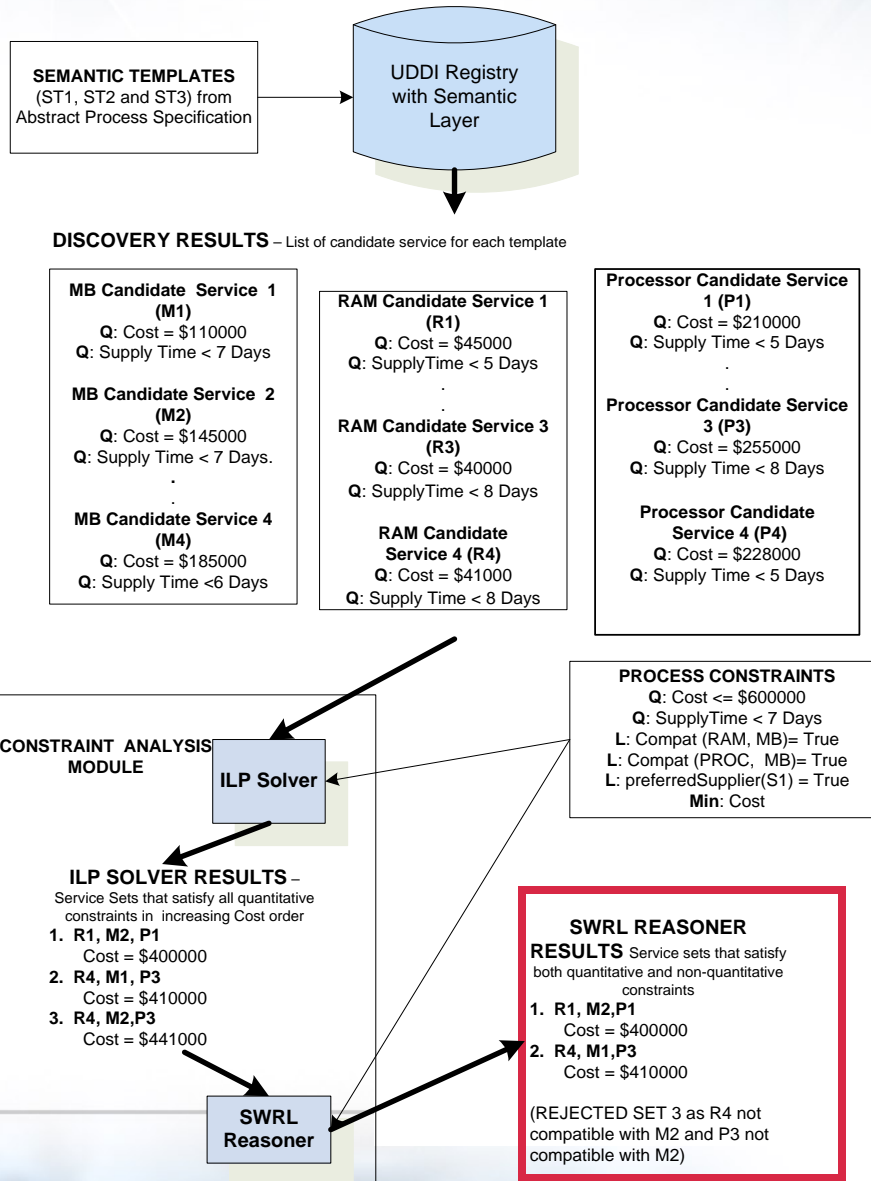 SEMANTIC TEMPLATES
(ST1, ST2 and ST3) from
Abstract Process Specification
UDDI Registry
with Semantic
Layer
DISCOVERY RESULTS – List of candidate service for each template
MB Candidate Service 1
(M1)
Q: Cost = $110000
Q: Supply Time < 7 Days
MB Candidate Service 2
(M2)
Q: Cost = $145000
Q: Supply Time < 7 Days.
.
.
MB Candidate Service 4
(M4)
Q: Cost = $185000
Q: Supply Time <6 Days
RAM Candidate Service 1
(R1)
Q: Cost = $45000
Q: SupplyTime < 5 Days
.
.
RAM Candidate Service 3
(R3)
Q: Cost = $40000
Q: SupplyTime < 8 Days
RAM Candidate
Service 4 (R4)
Q: Cost = $41000
Q: Supply Time < 8 Days
Processor Candidate Service
1 (P1)
Q: Cost = $210000
Q: Supply Time < 5 Days
.
.
Processor Candidate Service
3 (P3)
Q: Cost = $255000
Q: Supply Time < 8 Days
Processor Candidate
Service 4 (P4)
Q: Cost = $228000
Q: Supply Time < 5 Days
PROCESS CONSTRAINTS
Q: Cost <= $600000
Q: SupplyTime < 7 Days
L: Compat (RAM, MB)= True
L: Compat (PROC, MB)= True
L: preferredSupplier(S1) = True
Min: Cost
CONSTRAINT ANALYSIS
MODULE
ILP Solver
ILP SOLVER RESULTS –
Service Sets that satisfy all quantitative
constraints in increasing Cost order
1. R1, M2, P1
Cost = $400000
2. R4, M1, P3
Cost = $410000
3. R4, M2,P3
Cost = $441000
SWRL
Reasoner
SWRL REASONER
RESULTS Service sets that satisfy
both quantitative and non-quantitative
constraints
1. R1, M2,P1
Cost = $400000
2. R4, M1,P3
Cost = $410000
(REJECTED SET 3 as R4 not
compatible with M2 and P3 not
compatible with M2)